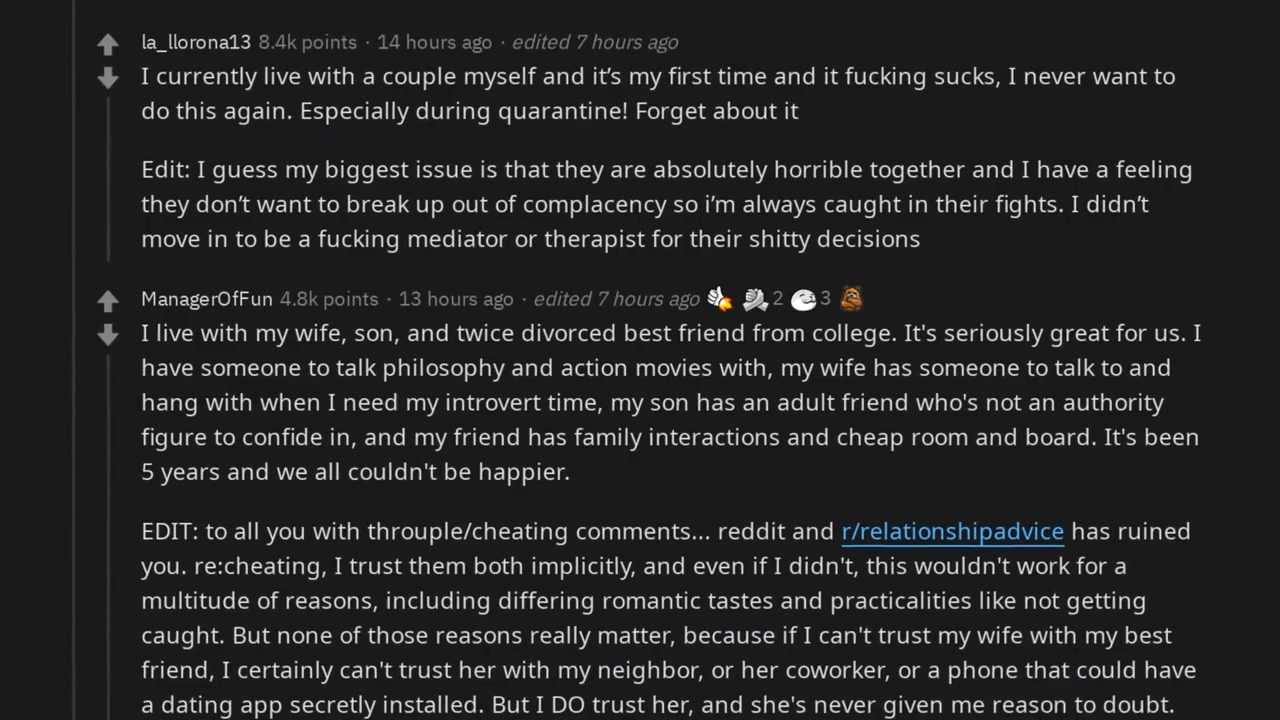 la_llorona13 8.4k points · 14 hours ago · edited 7 hours ago
I currently live with a couple myself and it’s my first time and it fucking sucks, I never want to
do this again. Especially during quarantine! Forget about it
Edit: I guess my biggest issue is that they are absolutely horrible together and I have a feeling
they don’t want to break up out of complacency so i’m always caught in their fights. I didn’t
move in to be a fucking mediator or therapist for their shitty decisions
ManagerOfFun 4.8k points · 13 hours ago · edited 7 hours ago 2 3
I live with my wife, son, and twice divorced best friend from college. It's seriously great for us. I
have someone to talk philosophy and action movies with, my wife has someone to talk to and
hang with when I need my introvert time, my son has an adult friend who's not an authority
figure to confide in, and my friend has family interactions and cheap room and board. It's been
5 years and we all couldn't be happier.
EDIT: to all you with throuple/cheating comments... reddit and r/relationshipadvice has ruined
you. re:cheating, I trust them both implicitly, and even if I didn't, this wouldn't work for a
multitude of reasons, including differing romantic tastes and practicalities like not getting
caught. But none of those reasons really matter, because if I can't trust my wife with my best
friend, I certainly can't trust her with my neighbor, or her coworker, or a phone that could have
a dating app secretly installed. But I DO trust her, and she's never given me reason to doubt.